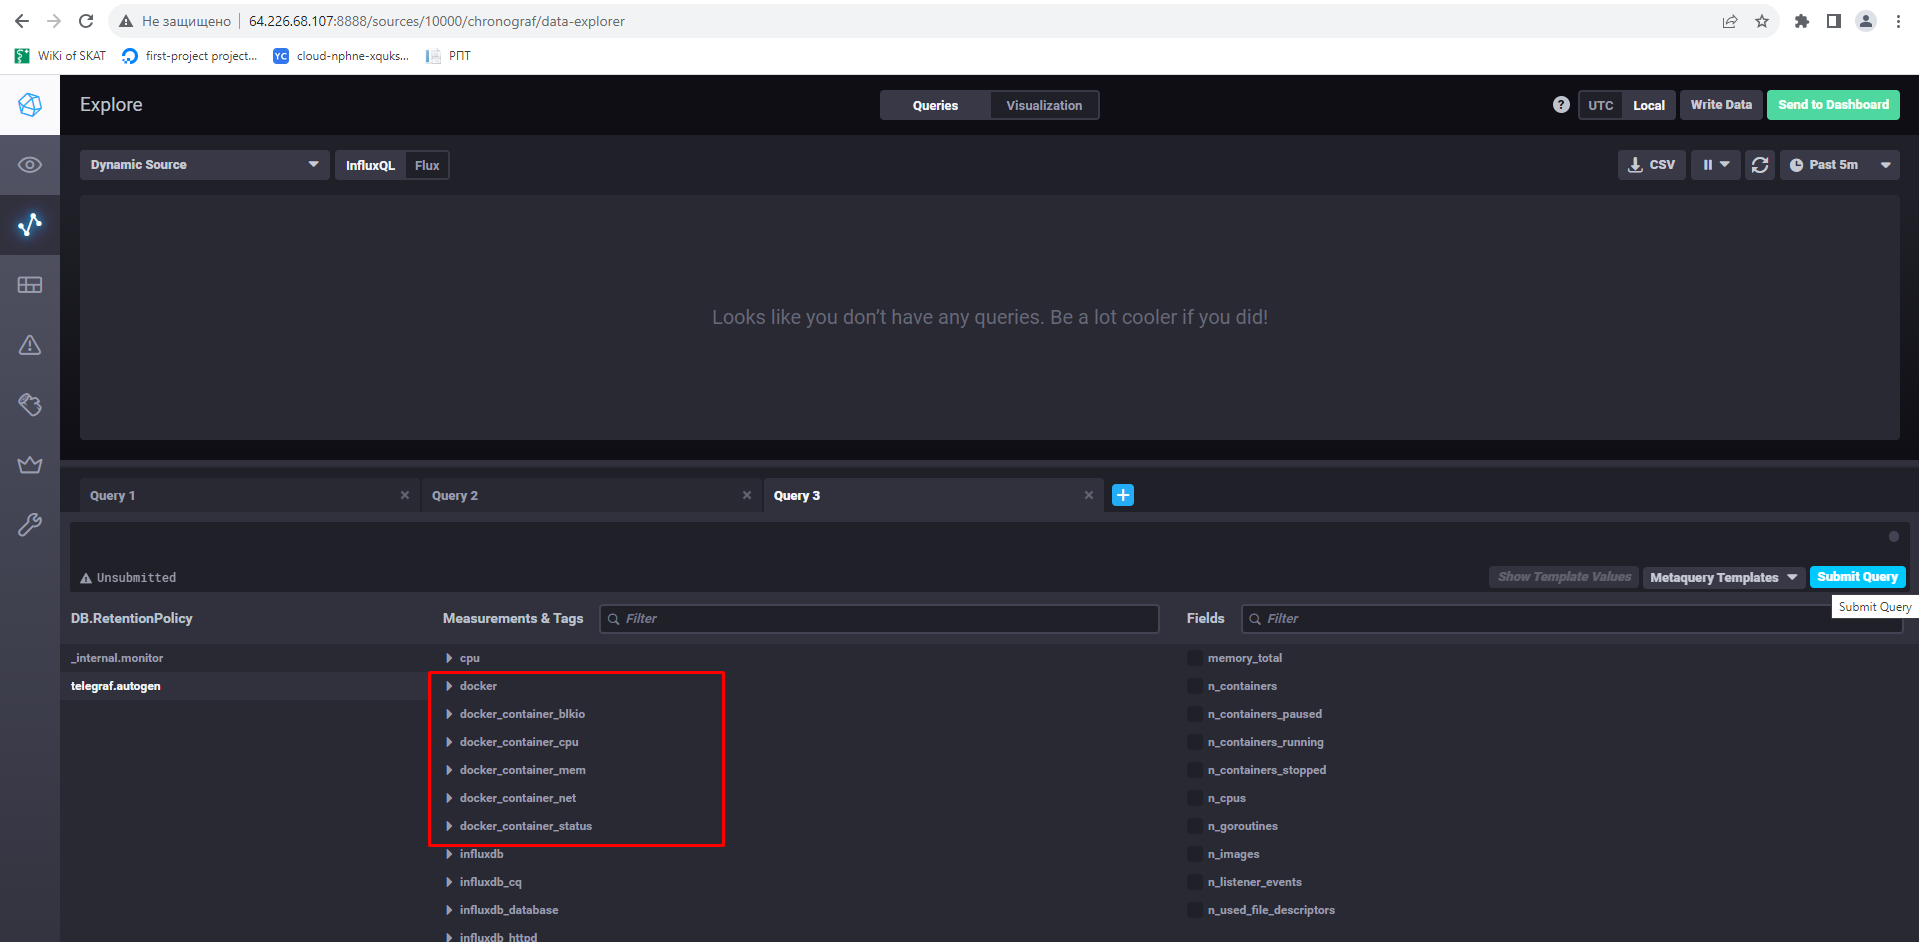 Не защищено 64.226.68.107:8888/sources/10000/chronograf/data-explorer
WiKi of SKAT first-project project... YC cloud-nphne-xquks... РПТ
Explore Queries Visualization ? UTC Local Write Data Send to Dashboard
Dynamic Source InfluxQL Flux CSV Past 5m
Looks like you don't have any queries. Be a lot cooler if you did!
Query 1 Query 2 Query 3
Unsubmitted Show Template Values Metaquery Templates Submit Query
Submit Query
DB.RetentionPolicy Measurements & Tags Filter Fields Filter
_internal.monitor cpu memory_total
telegraf.autogen docker n_containers
docker_container_blkio n_containers_paused
docker_container_cpu n_containers_running
docker_container_mem n_containers_stopped
docker_container_net n_cpus
docker_container_status n_goroutines
influxdb n_images
influxdb_cq n_listener_events
influxdb_database n_used_file_descriptors
influxdb_httpd